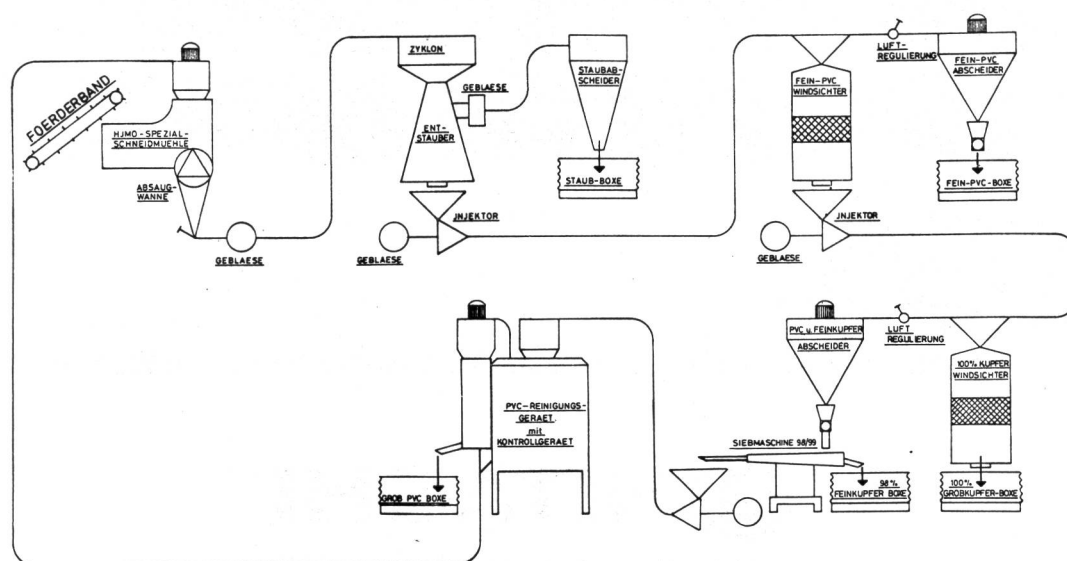 FOERDERBAND
HJMO-SPEZIAL-
SCHNEIDMUEHLE
ABSAUG-
WANNE
GEBLAESE
ZYKLON
GEBLAESE
ENT-
STAUBER
STAUBAB-
SCHEIDER
STAUB-BOXE
JNJEKTOR
GEBLAESE
FEIN-PVC
WINDSICHTER
LUFT-
REGULIERUNG
FEIN-PVC
ABSCHEIDER
FEIN-PVC-BOXE
JNJEKTOR
GEBLAESE
PVC-REINIGUNGS-
GERAET.
mit
KONTROLLGERAET
GROB PVC BOXE
PVC u. FEINKUPFER
ABSCHEIDER
LUFT
REGULIERUNG
100% KUPFER
WINDSICHTER
SIEBMASCHINE 98/99
98%
FEINKUPFER BOXE
100%
GROBKUPFER-BOXE